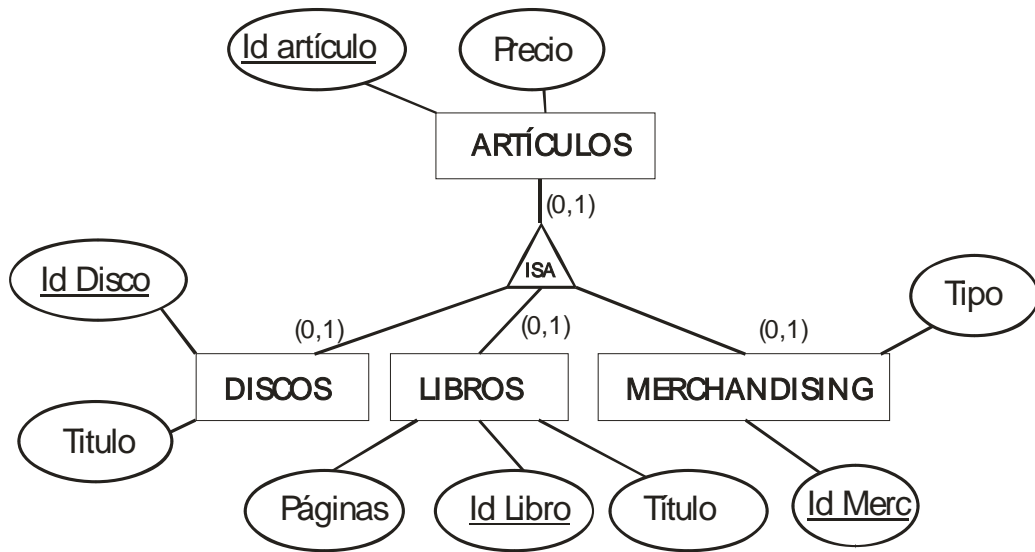 Id artículo
Precio
ARTÍCULOS
(0,1)
ISA
Id Disco
Tipo
(0,1)
(0,1)
(0,1)
DISCOS
LIBROS
MERCHANDISING
Titulo
Páginas
Id Libro
Título
Id Merc